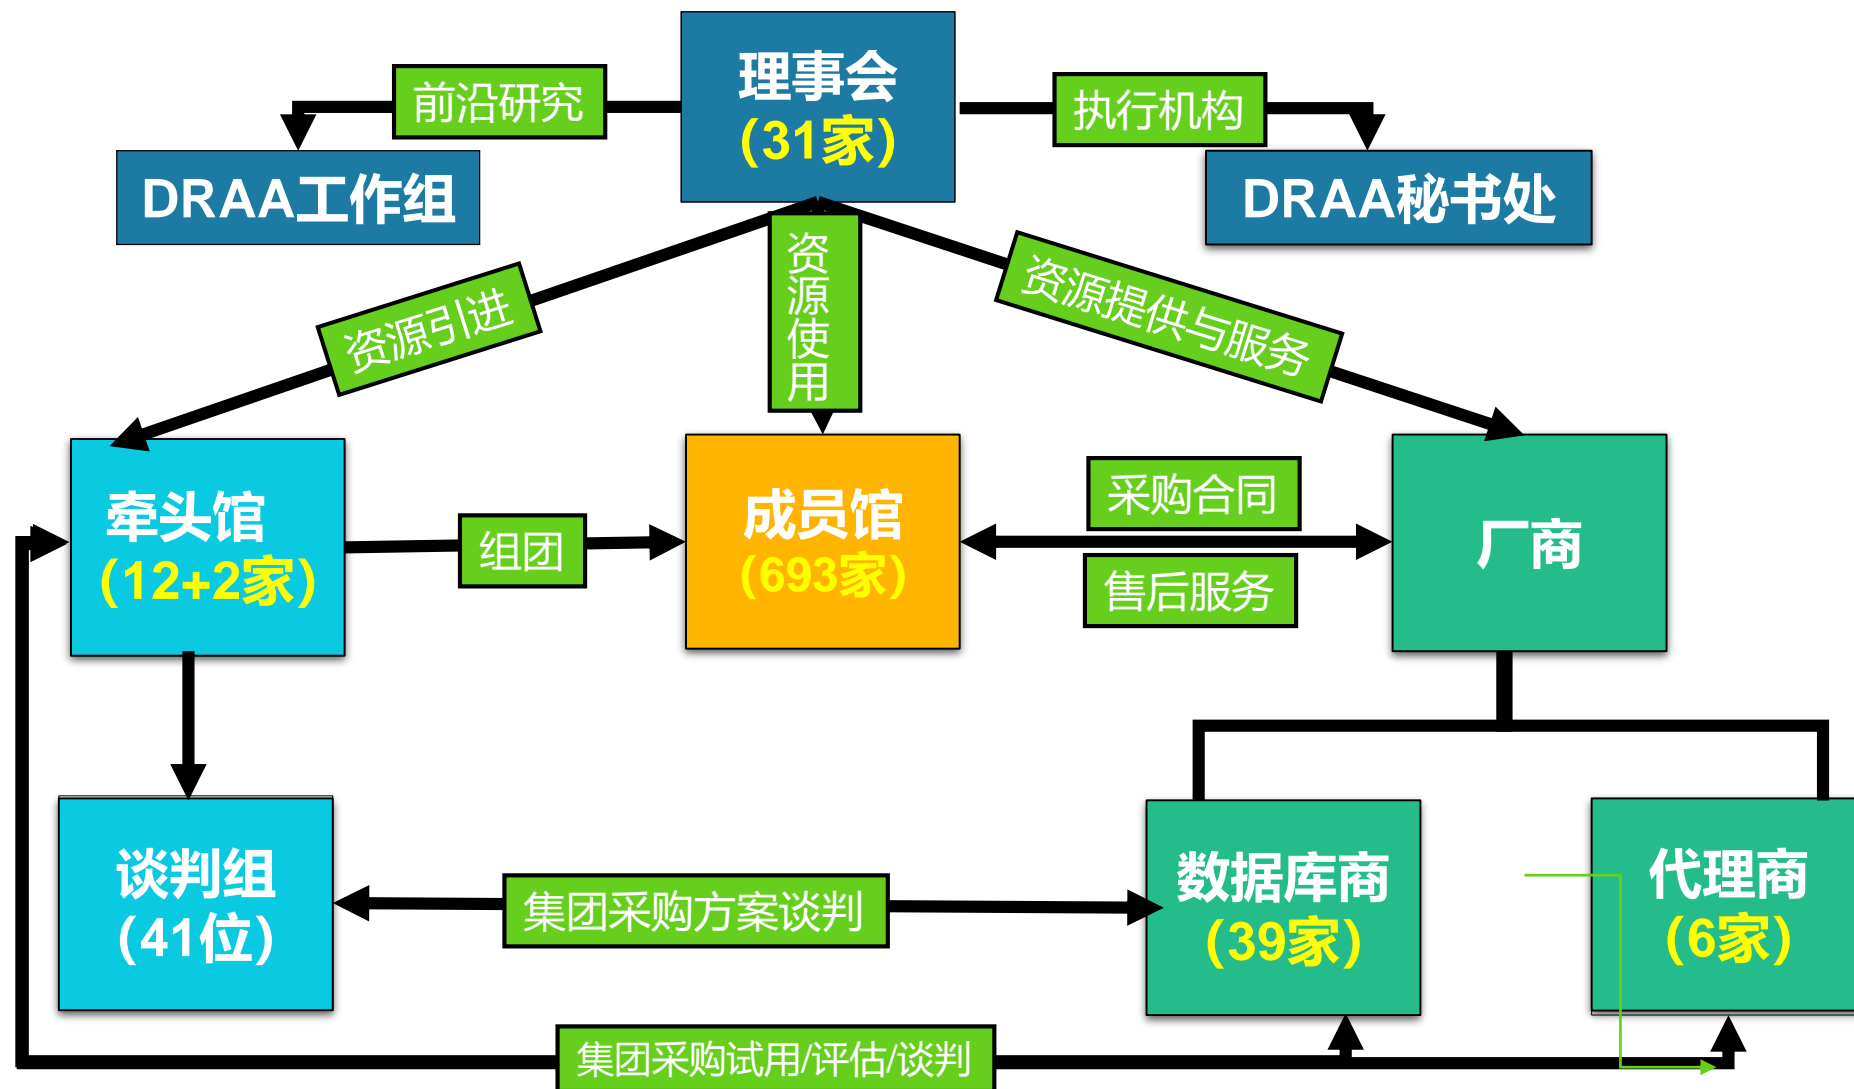 理事会
(31家)
前沿研究
执行机构
DRAA工作组
DRAA秘书处
资源引进
资源使用
资源提供与服务
牵头馆
(12+2家)
组团
成员馆
(693家)
采购合同
售后服务
厂商
谈判组
(41位)
集团采购方案谈判
数据库商
(39家)
代理商
(6家)
集团采购试用/评估/谈判